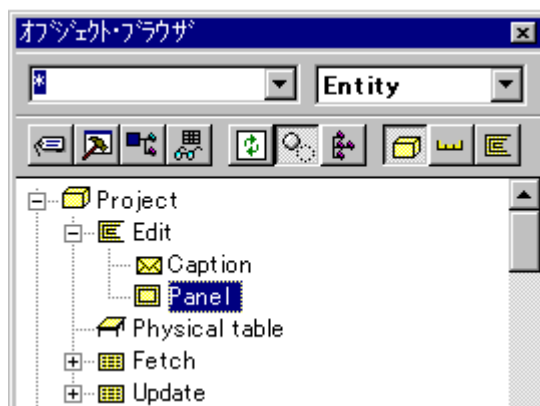 オブジェクト・ブラウザ
* Entity
Project
Edit
Caption
Panel
Physical table
Fetch
Update